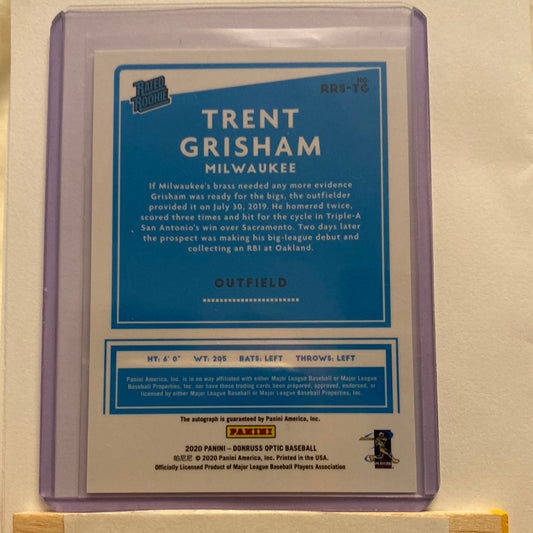 RATED
ROOKIE
NO.
RRS-TG
TRENT
GRISHAM
MILWAUKEE
If Milwaukee's brass needed any more evidence
Grisham was ready for the bigs, the outfielder
provided it on July 30, 2019. He homered twice,
scored three times and hit for the cycle in Triple-A
San Antonio's win over Sacramento. Two days later
the prospect was making his big-league debut and
collecting an RBI at Oakland.
OUTFIELD
HT: 6' 0" WT: 205 BATS: LEFT THROWS: LEFT
Panini America, Inc. is in no way affiliated with either Major League Baseball or Major League
Baseball Properties, Inc. nor have these trading cards been prepared, approved, endorsed, or
licensed by either Major League Baseball or Major League Baseball Properties, Inc.
The autograph is guaranteed by Panini America, Inc.
PANINI
2020 PANINI – DONRUSS OPTIC BASEBALL
帕尼尼 © 2020 Panini America, Inc. Printed in the USA.
Officially Licensed Product of Major League Baseball Players Association